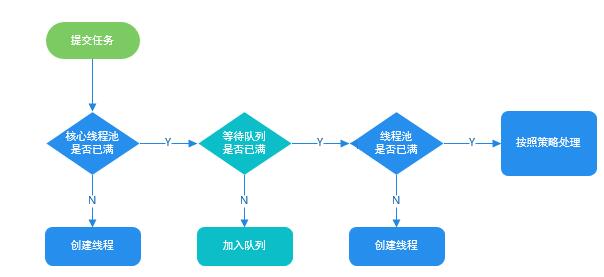 提交任务
核心线程池
是否已满
Y
等待队列
是否已满
Y
线程池
是否已满
Y
按照策略处理
N
N
N
创建线程
加入队列
创建线程